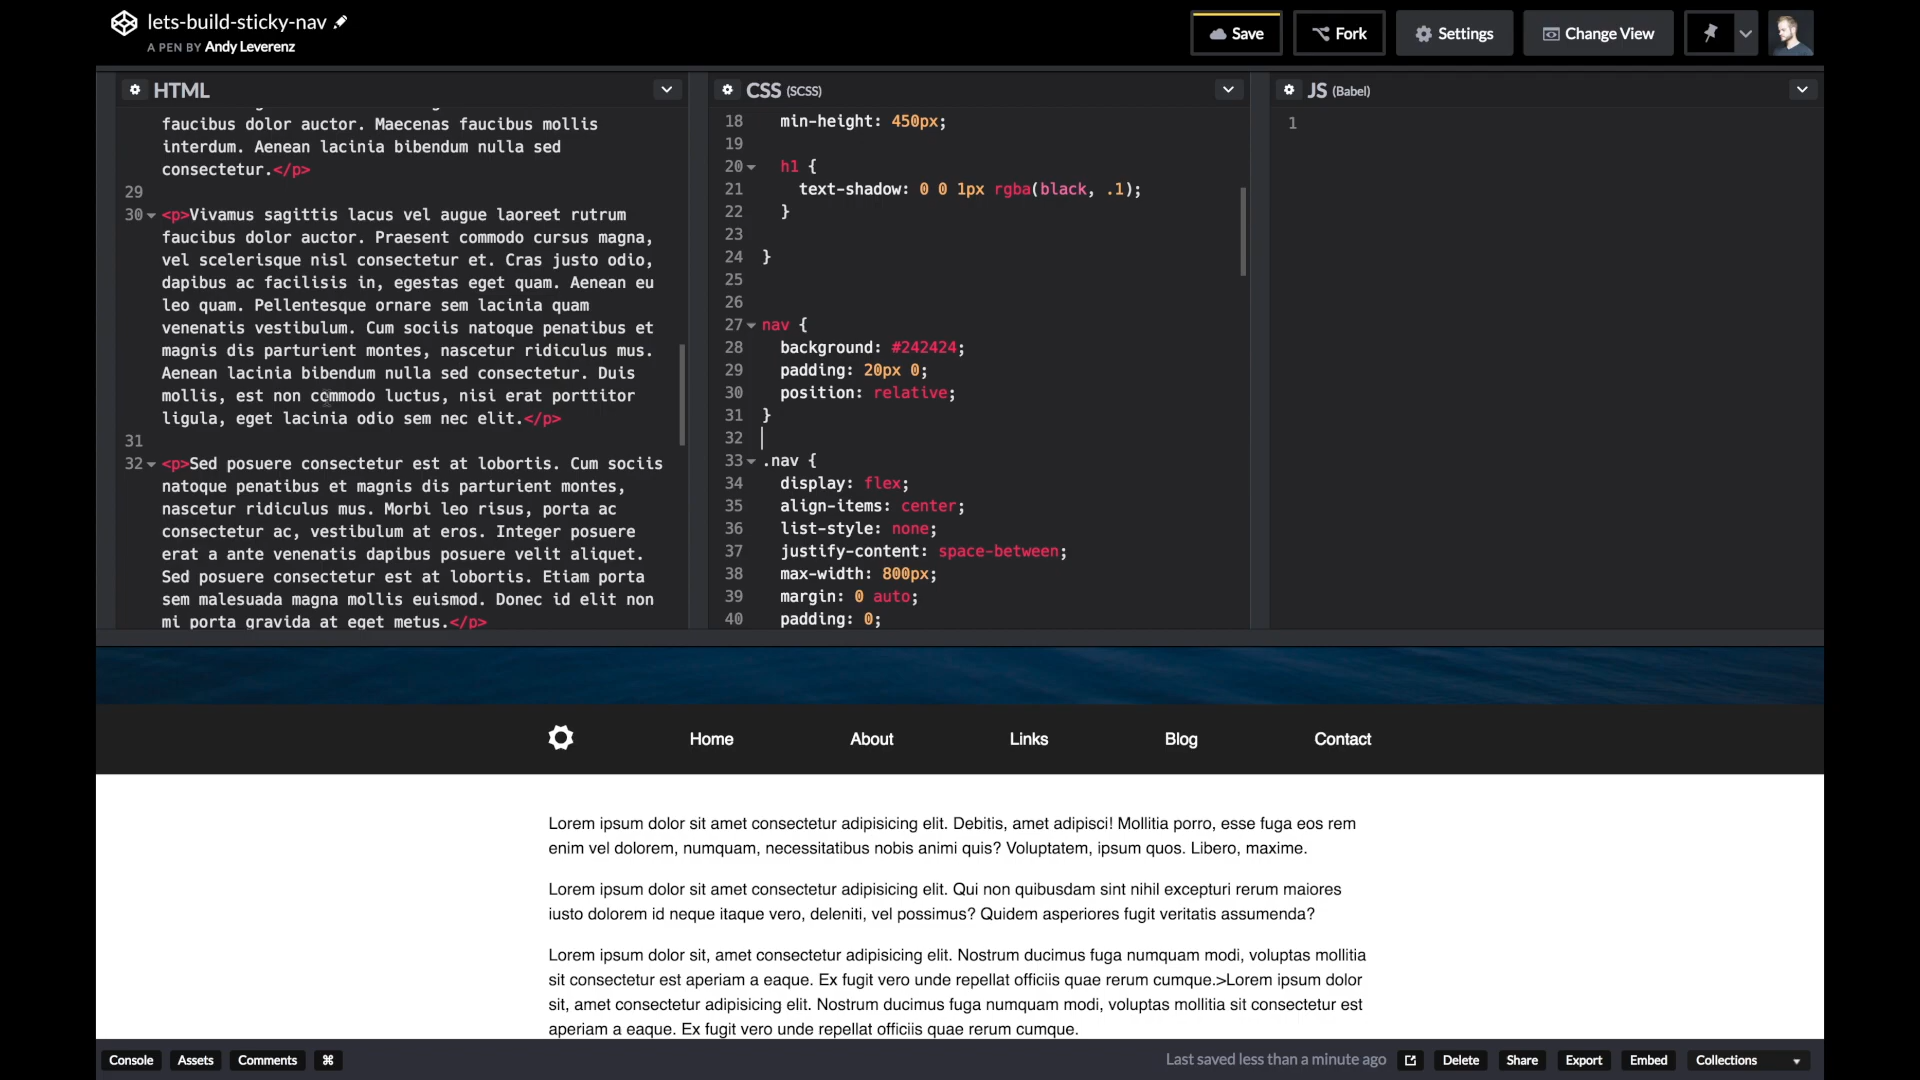 lets-build-sticky-nav
A PEN BY Andy Leverenz
Save
Fork
Settings
Change View
HTML
faucibus dolor auctor. Maecenas faucibus mollis
interdum. Aenean lacinia bibendum nulla sed
consectetur.</p>
29
30 <p>Vivamus sagittis lacus vel augue laoreet rutrum
faucibus dolor auctor. Praesent commodo cursus magna,
vel scelerisque nisl consectetur et. Cras justo odio,
dapibus ac facilisis in, egestas eget quam. Aenean eu
leo quam. Pellentesque ornare sem lacinia quam
venenatis vestibulum. Cum sociis natoque penatibus et
magnis dis parturient montes, nascetur ridiculus mus.
Aenean lacinia bibendum nulla sed consectetur. Duis
mollis, est non commodo luctus, nisi erat porttitor
ligula, eget lacinia odio sem nec elit.</p>
31
32 <p>Sed posuere consectetur est at lobortis. Cum sociis
natoque penatibus et magnis dis parturient montes,
nascetur ridiculus mus. Morbi leo risus, porta ac
consectetur ac, vestibulum at eros. Integer posuere
erat a ante venenatis dapibus posuere velit aliquet.
Sed posuere consectetur est at lobortis. Etiam porta
sem malesuada magna mollis euismod. Donec id elit non
mi porta gravida at eget metus.</p>
CSS (SCSS)
18 min-height: 450px;
19
20 h1 {
21 text-shadow: 0 0 1px rgba(black, .1);
22 }
23
24 }
25
26
27 nav {
28 background: #242424;
29 padding: 20px 0;
30 position: relative;
31 }
32
33 .nav {
34 display: flex;
35 align-items: center;
36 list-style: none;
37 justify-content: space-between;
38 max-width: 800px;
39 margin: 0 auto;
40 padding: 0;
JS (Babel)
1
Home About Links Blog Contact
Lorem ipsum dolor sit amet consectetur adipisicing elit. Debitis, amet adipisci! Mollitia porro, esse fuga eos rem
enim vel dolorem, numquam, necessitatibus nobis animi quis? Voluptatem, ipsum quos. Libero, maxime.
Lorem ipsum dolor sit amet consectetur adipisicing elit. Qui non quibusdam sint nihil excepturi rerum maiores
iusto dolorem id neque itaque vero, deleniti, vel possimus? Quidem asperiores fugit veritatis assumenda?
Lorem ipsum dolor sit, amet consectetur adipisicing elit. Nostrum ducimus fuga numquam modi, voluptas mollitia
sit consectetur est aperiam a eaque. Ex fugit vero unde repellat officiis quae rerum cumque.>Lorem ipsum dolor
sit, amet consectetur adipisicing elit. Nostrum ducimus fuga numquam modi, voluptas mollitia sit consectetur est
aperiam a eaque. Ex fugit vero unde repellat officiis quae rerum cumque.
Console Assets Comments ⌘
Last saved less than a minute ago
Delete Share Export Embed Collections